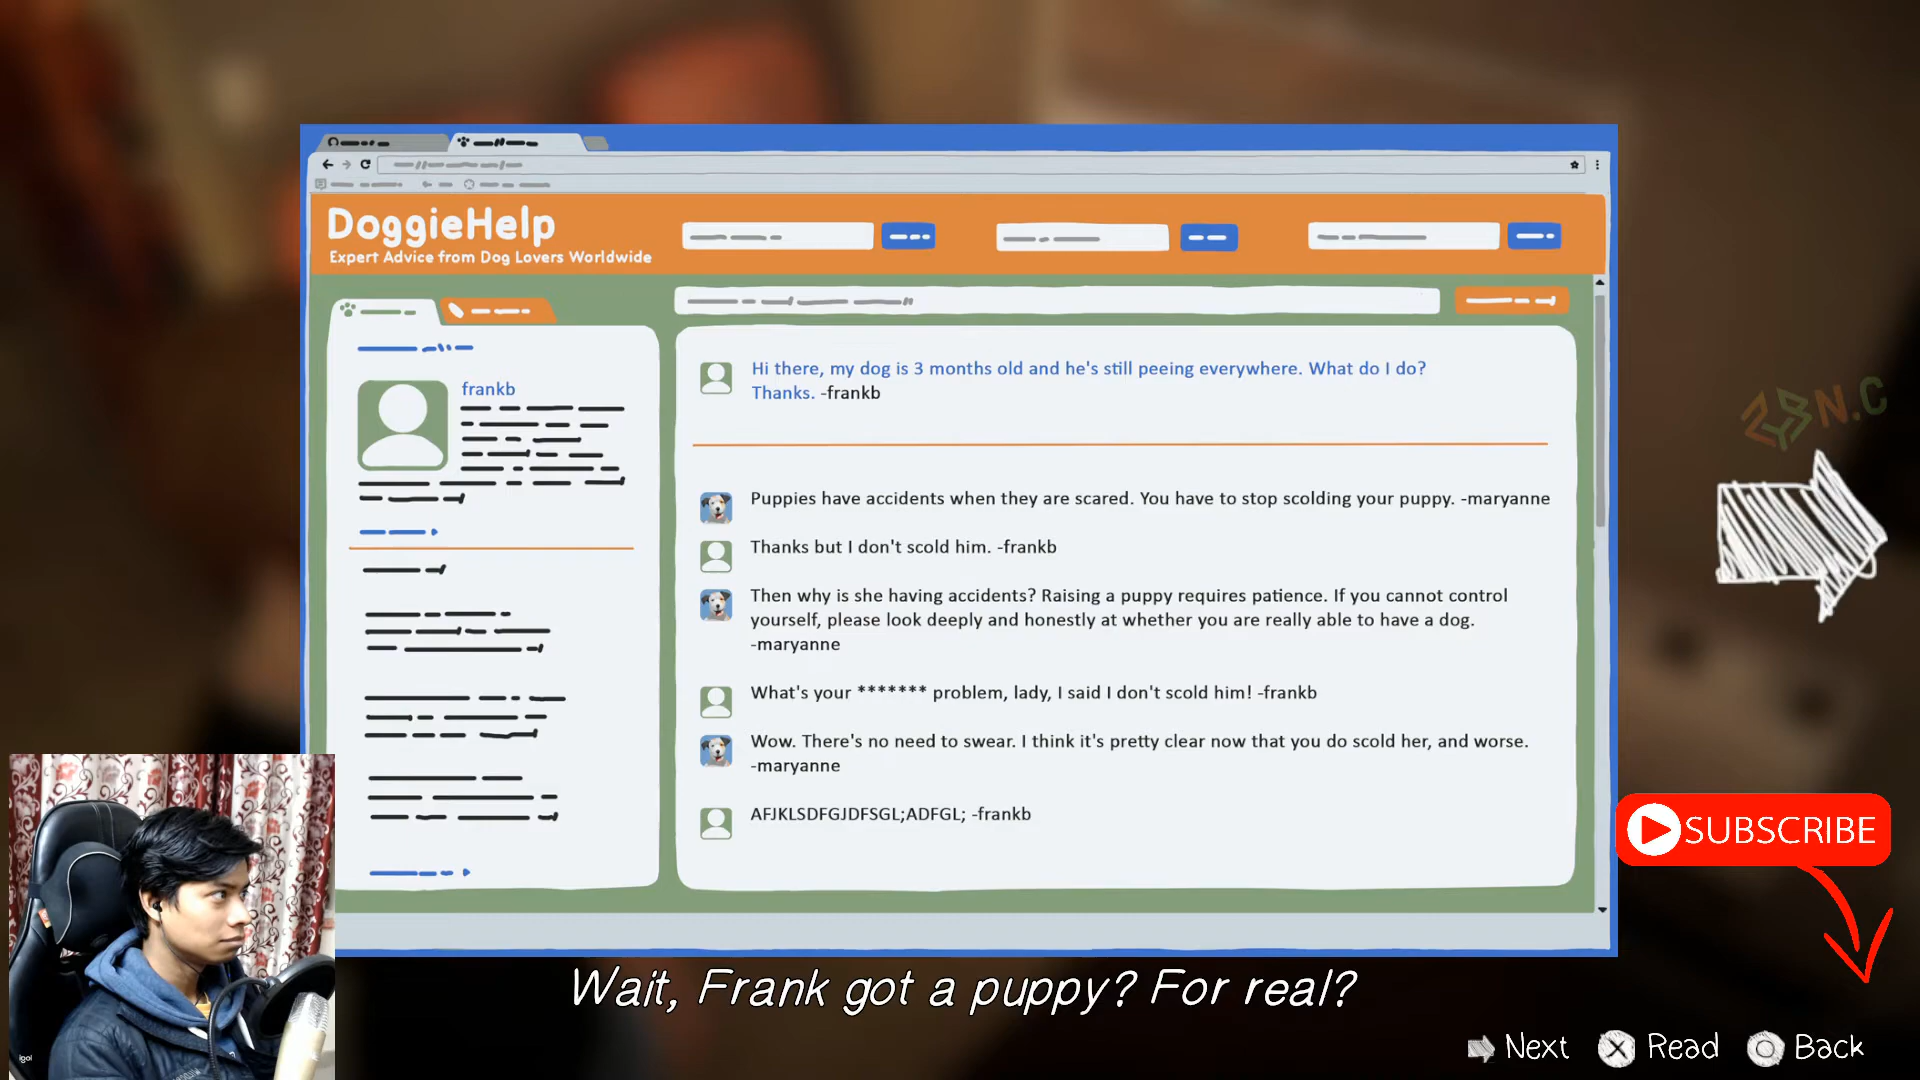 DoggieHelp
Expert Advice from Dog Lovers Worldwide
frankb
Hi there, my dog is 3 months old and he's still peeing everywhere. What do I do?
Thanks. -frankb
Puppies have accidents when they are scared. You have to stop scolding your puppy. -maryanne
Thanks but I don't scold him. -frankb
Then why is she having accidents? Raising a puppy requires patience. If you cannot control
yourself, please look deeply and honestly at whether you are really able to have a dog.
-maryanne
What's your ******* problem, lady, I said I don't scold him! -frankb
Wow. There's no need to swear. I think it's pretty clear now that you do scold her, and worse.
-maryanne
AFJKLSDFGJDFSGL;ADFGL; -frankb
SUBSCRIBE
Wait, Frank got a puppy? For real?
Next Read Back